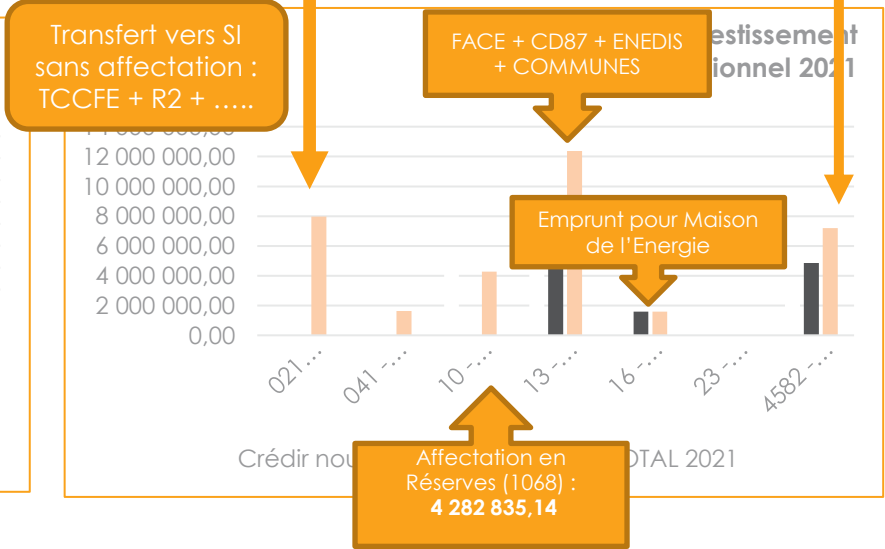 Transfert vers SI
sans affectation :
TCCFE + R2 + …..
FACE + CD87 + ENEDIS
+ COMMUNES
estissement
ionnel 2021
12 000 000,00
10 000 000,00
8 000 000,00
6 000 000,00
4 000 000,00
2 000 000,00
0,00
Emprunt pour Maison
de l’Energie
021…
041 -…
10 -…
13 -…
16 -…
23 -…
4582 -…
Crédir nou
OTAL 2021
Affectation en
Réserves (1068) :
4 282 835,14